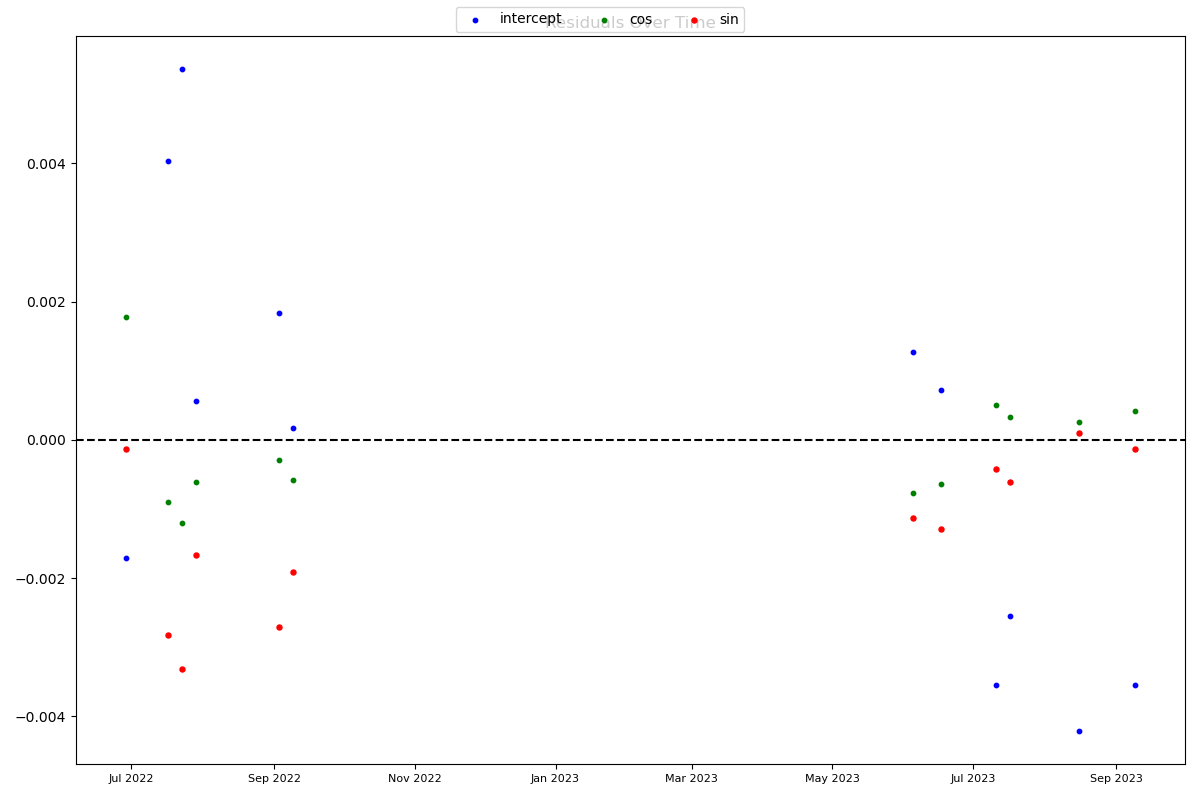 Residuals Over Time
intercept cos sin
0.004
0.002
0.000
−0.002
−0.004
Jul 2022 Sep 2022 Nov 2022 Jan 2023 Mar 2023 May 2023 Jul 2023 Sep 2023